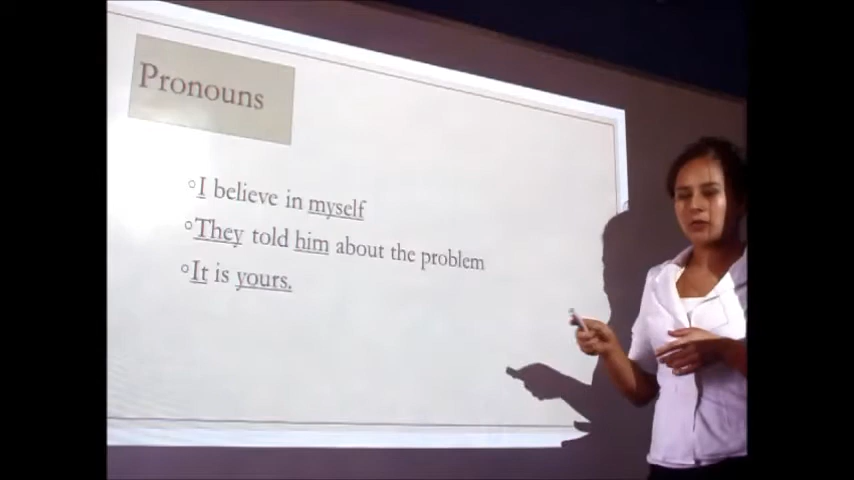 Pronouns
I believe in myself
They told him about the problem
It is yours.